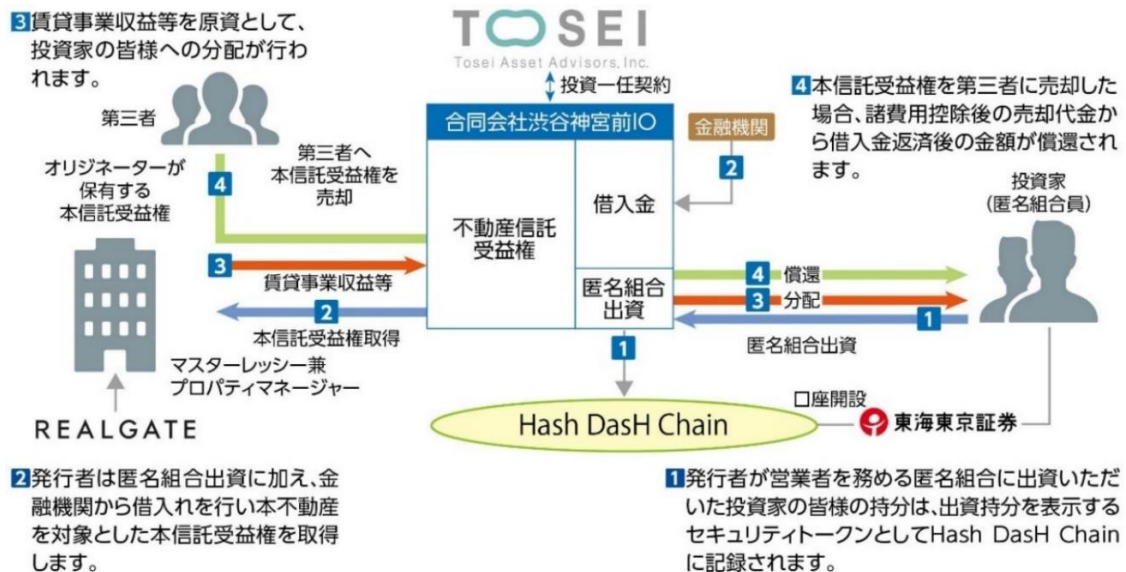 3 賃貸事業収益等を原資として、
投資家の皆様への分配が行わ
れます。
TOSEI
Tosei Asset Advisors, Inc.
投資一任契約
4 本信託受益権を第三者に売却した
場合、諸費用控除後の売却代金か
ら借入金返済後の金額が償還され
ます。
第三者
オリジネーターが
保有する
本信託受益権
4
第三者へ
本信託受益権を
売却
合同会社渋谷神宮前IO
不動産信託
受益権
借入金
匿名組合
出資
金融機関
2
投資家
(匿名組合員)
3
賃貸事業収益等
2
本信託受益権取得
4 償還
3 分配
1
匿名組合出資
マスターレッシー兼
プロパティマネージャー
REALGATE
1
Hash DasH Chain
口座開設
東海東京証券
2 発行者は匿名組合出資に加え、金
融機関から借入れを行い本不動産
を対象とした本信託受益権を取得
します。
1 発行者が営業者を務める匿名組合に出資いただ
いた投資家の皆様の持分は、出資持分を表示する
セキュリティトークンとしてHash DasH Chain
に記録されます。